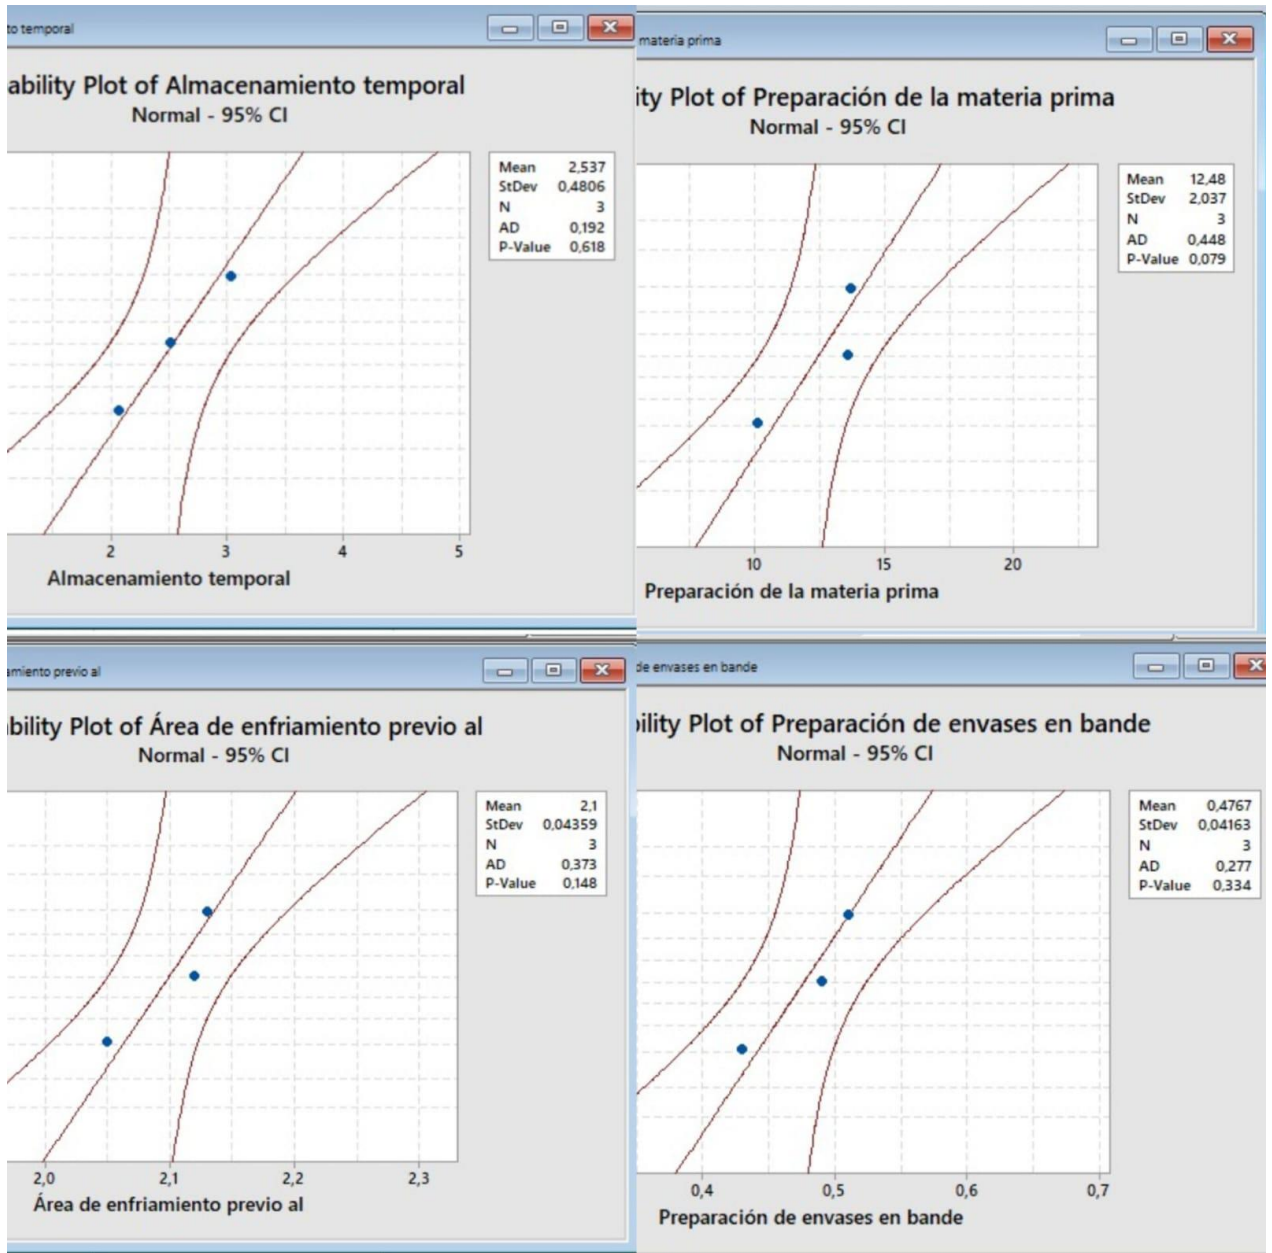 to temporal
ability Plot of Almacenamiento temporal
Normal - 95% CI
Mean 2,537
StDev 0,4806
N 3
AD 0,192
P-Value 0,618
2 3 4 5
Almacenamiento temporal
materia prima
ity Plot of Preparación de la materia prima
Normal - 95% CI
Mean 12,48
StDev 2,037
N 3
AD 0,448
P-Value 0,079
10 15 20
Preparación de la materia prima
amiento previo al
bility Plot of Área de enfriamiento previo al
Normal - 95% CI
Mean 2,1
StDev 0,04359
N 3
AD 0,373
P-Value 0,148
2,0 2,1 2,2 2,3
Área de enfriamiento previo al
de envases en bande
bility Plot of Preparación de envases en bande
Normal - 95% CI
Mean 0,4767
StDev 0,04163
N 3
AD 0,277
P-Value 0,334
0,4 0,5 0,6 0,7
Preparación de envases en bande